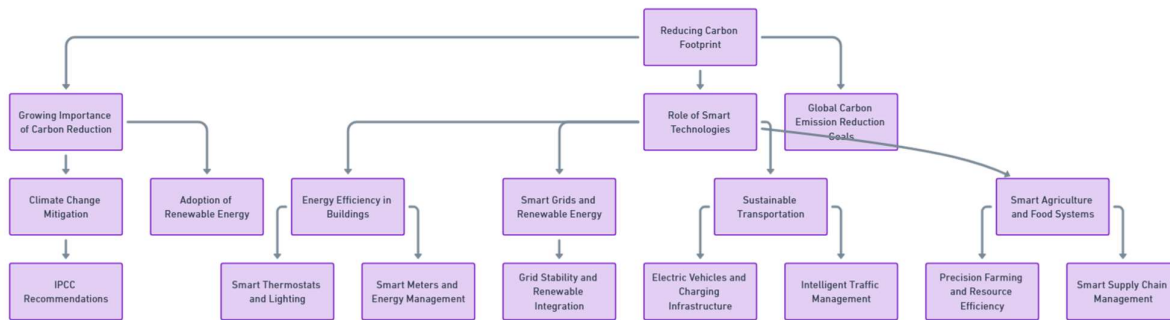 Reducing Carbon
Footprint
Growing Importance
of Carbon Reduction
Role of Smart
Technologies
Global Carbon
Emission Reduction
Goals
Climate Change
Mitigation
Adoption of
Renewable Energy
Energy Efficiency in
Buildings
Smart Grids and
Renewable Energy
Sustainable
Transportation
Smart Agriculture
and Food Systems
IPCC
Recommendations
Smart Thermostats
and Lighting
Smart Meters and
Energy Management
Grid Stability and
Renewable
Integration
Electric Vehicles and
Charging
Infrastructure
Intelligent Traffic
Management
Precision Farming
and Resource
Efficiency
Smart Supply Chain
Management